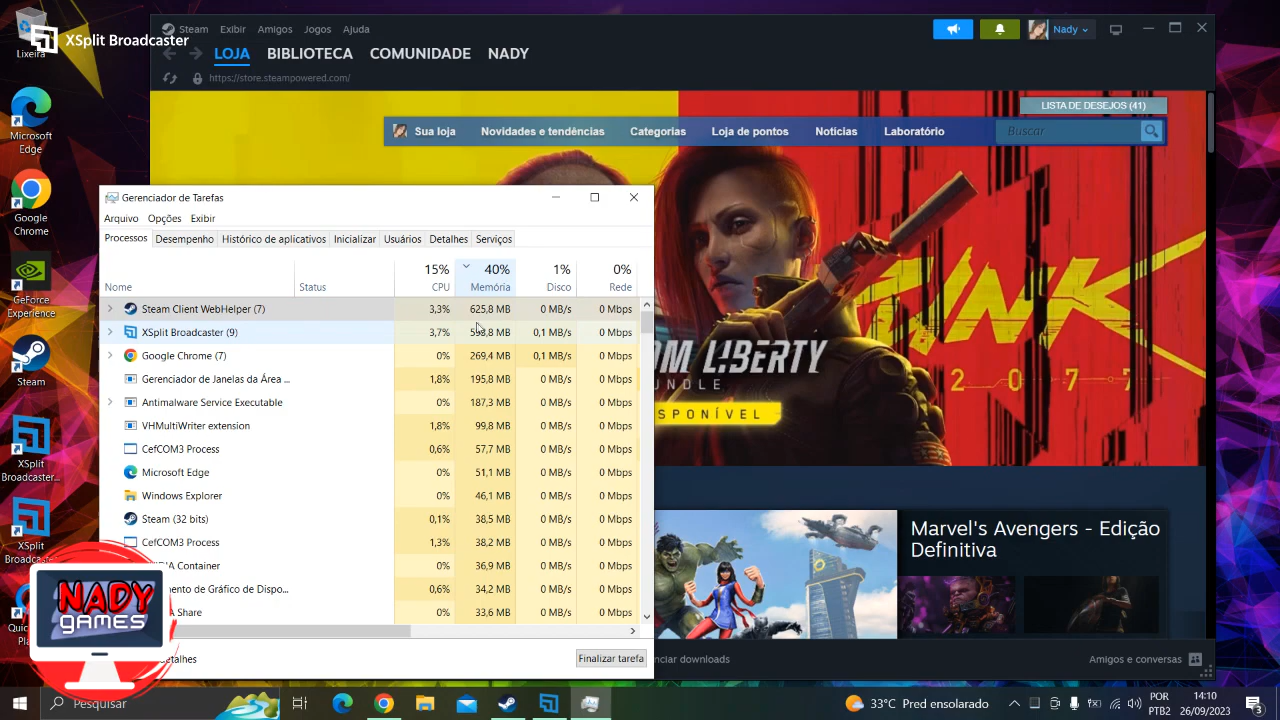 Lixeira
XSplit Broadcaster
Microsoft
Edge
Google
Chrome
GeForce
Experience
Steam
XSplit
Broadcaster...
XSplit
Steam Exibir Amigos Jogos Ajuda
Nady
LOJA BIBLIOTECA COMUNIDADE NADY
https://store.steampowered.com/
LISTA DE DESEJOS (41)
Sua loja Novidades e tendências Categorias Loja de pontos Notícias Laboratório
Buscar
LIBERTY
2077
Gerenciador de Tarefas
Arquivo Opções Exibir
Processos Desempenho Histórico de aplicativos Inicializar Usuários Detalhes Serviços
15% 40% 1% 0%
Nome Status CPU Memória Disco Rede
Steam Client WebHelper (7) 3,3% 625,8 MB 0 MB/s 0 Mbps
XSplit Broadcaster (9) 3,7% MB 0,1 MB/s 0 Mbps
Google Chrome (7) 0% 269,4 MB 0,1 MB/s 0 Mbps
Gerenciador de Janelas da Área ... 1,8% 195,8 MB 0 MB/s 0 Mbps
Antimalware Service Executable 0% 187,3 MB 0 MB/s 0 Mbps
VHMultiWriter extension 1,8% 99,8 MB 0 MB/s 0 Mbps
CefCOM3 Process 0,6% 57,7 MB 0 MB/s 0 Mbps
Microsoft Edge 0% 51,1 MB 0 MB/s 0 Mbps
Windows Explorer 0% 46,1 MB 0 MB/s 0 Mbps
Steam (32 bits) 0,1% 38,5 MB 0 MB/s 0 Mbps
CefCOM3 Process 1,3% 38,2 MB 0 MB/s 0 Mbps
Container 0% 36,9 MB 0 MB/s 0 Mbps
de Gráfico de Dispo... 0,6% 34,2 MB 0 MB/s 0 Mbps
Share 0% 33,6 MB 0 MB/s 0 Mbps
Finalizar tarefa
Marvel's Avengers - Edição
Definitiva
downloads
Amigos e conversas
NADY
GAMES
Pesquisar
33°C Pred ensolarado
POR
PTB2
14:10
26/09/2023
3